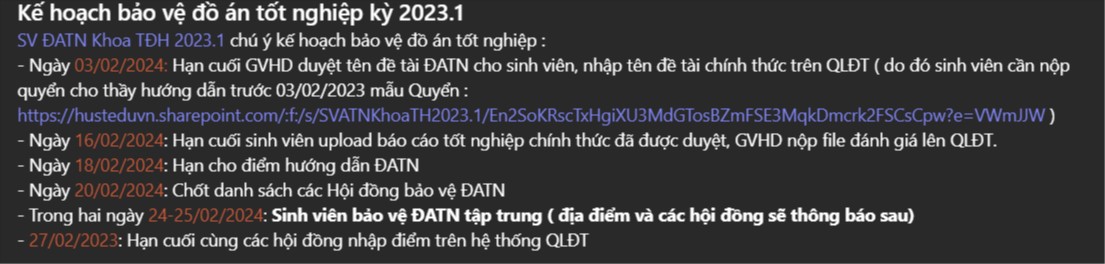 Kế hoạch bảo vệ đồ án tốt nghiệp kỳ 2023.1
SV ĐATN Khoa TĐH 2023.1 chú ý kế hoạch bảo vệ đồ án tốt nghiệp :
- Ngày 03/02/2024: Hạn cuối GVHD duyệt tên đề tài ĐATN cho sinh viên, nhập tên đề tài chính thức trên QLĐT ( do đó sinh viên cần nộp
quyển cho thầy hướng dẫn trước 03/02/2023 mẫu Quyển :
https://husteduvn.sharepoint.com/:f:/s/SVATNKhoaTH2023.1/En2SoKRscTxHgiXU3MdGTosBZmFSE3MqkDmcrk2FSCsCpw?e=VWmJJW )
- Ngày 16/02/2024: Hạn cuối sinh viên upload báo cáo tốt nghiệp chính thức đã được duyệt, GVHD nộp file đánh giá lên QLĐT.
- Ngày 18/02/2024: Hạn cho điểm hướng dẫn ĐATN
- Ngày 20/02/2024: Chốt danh sách các Hội đồng bảo vệ ĐATN
- Trong hai ngày 24-25/02/2024: Sinh viên bảo vệ ĐATN tập trung ( địa điểm và các hội đồng sẽ thông báo sau)
- 27/02/2023: Hạn cuối cùng các hội đồng nhập điểm trên hệ thống QLĐT